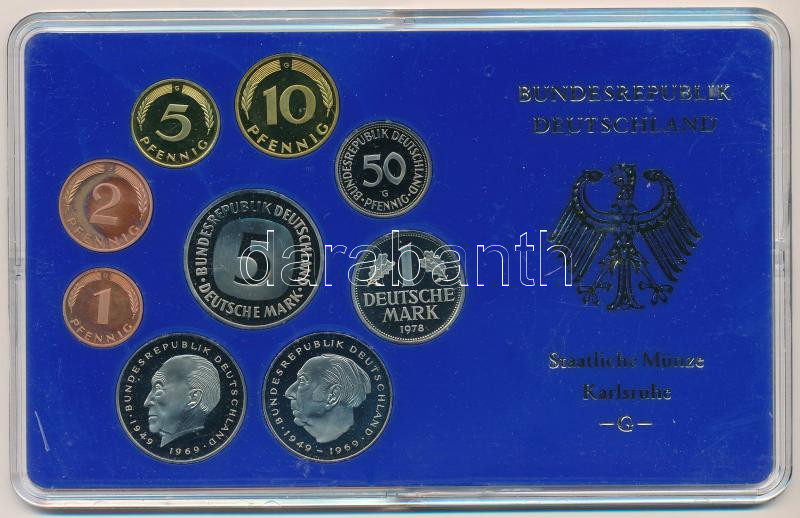 BUNDESREPUBLIK
DEUTSCHLAND
Staatliche Münze
Karlsruhe
-G-
G
5
PFENNIG
G
10
PFENNIG
BUNDESREPUBLIK DEUTSCHLAND
50
G
PFENNIG
G
2
PFENNIG
BUNDESREPUBLIK DEUTSCHLAND
5
DEUTSCHE MARK
1
DEUTSCHE
MARK
1978
G
1
PFENNIG
BUNDESREPUBLIK DEUTSCHLAND
1949-1969
BUNDESREPUBLIK DEUTSCHLAND
1949-1969
darabanth